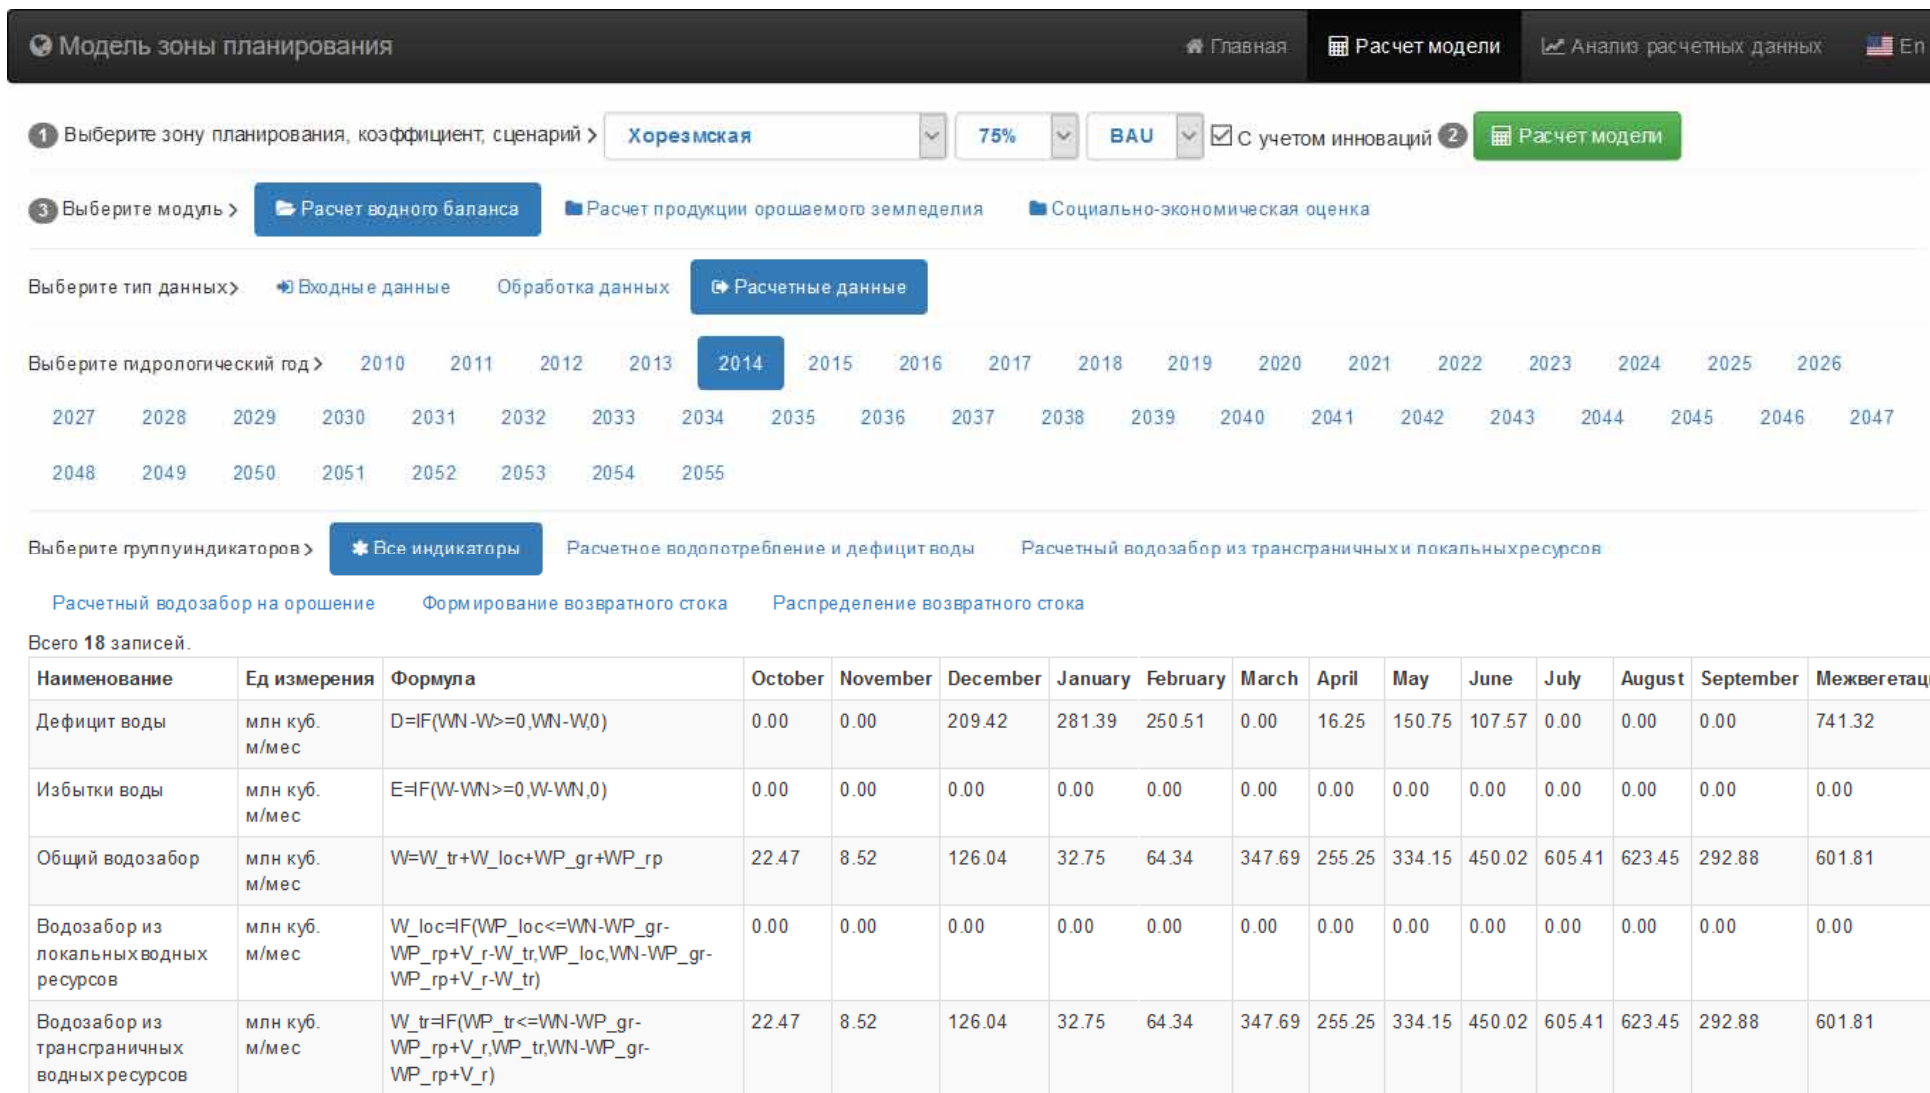 Модель зоны планирования Главная Расчет модели Анализ расчетных данных En
1 Выберите зону планирования, коэффициент, сценарий > Хорезмская 75% BAU С учетом инноваций 2 Расчет модели
3 Выберите модуль > Расчет водного баланса Расчет продукции орошаемого земледелия Социально-экономическая оценка
Выберите тип данных> Входные данные Обработка данных Расчетные данные
Выберите гидрологический год > 2010 2011 2012 2013 2014 2015 2016 2017 2018 2019 2020 2021 2022 2023 2024 2025 2026
2027 2028 2029 2030 2031 2032 2033 2034 2035 2036 2037 2038 2039 2040 2041 2042 2043 2044 2045 2046 2047
2048 2049 2050 2051 2052 2053 2054 2055
Выберите группу индикаторов > Все индикаторы Расчетное водопотребление и дефицит воды Расчетный водозабор из трансграничных и локальных ресурсов
Расчетный водозабор на орошение Формирование возвратного стока Распределение возвратного стока
Всего 18 записей.
Наименование Ед измерения Формула October November December January February March April May June July August September Межвегетаци
Дефицит воды млн куб. D=IF(WN-W>=0,WN-W,0) 0.00 0.00 209.42 281.39 250.51 0.00 16.25 150.75 107.57 0.00 0.00 0.00 741.32
м/мес
Избытки воды млн куб. E=IF(W-WN>=0,W-WN,0) 0.00 0.00 0.00 0.00 0.00 0.00 0.00 0.00 0.00 0.00 0.00 0.00 0.00
м/мес
Общий водозабор млн куб. W=W_tr+W_loc+WP_gr+WP_rp 22.47 8.52 126.04 32.75 64.34 347.69 255.25 334.15 450.02 605.41 623.45 292.88 601.81
м/мес
Водозабор из млн куб. W_loc=IF(WP_loc<=WN-WP_gr- 0.00 0.00 0.00 0.00 0.00 0.00 0.00 0.00 0.00 0.00 0.00 0.00 0.00
локальных водных м/мес WP_rp+V_r-W_tr,WP_loc,WN-WP_gr-
ресурсов WP_rp+V_r-W_tr)
Водозабор из млн куб. W_tr=IF(WP_tr<=WN-WP_gr- 22.47 8.52 126.04 32.75 64.34 347.69 255.25 334.15 450.02 605.41 623.45 292.88 601.81
трансграничных м/мес WP_rp+V_r,WP_tr,WN-WP_gr-
водных ресурсов WP_rp+V_r)